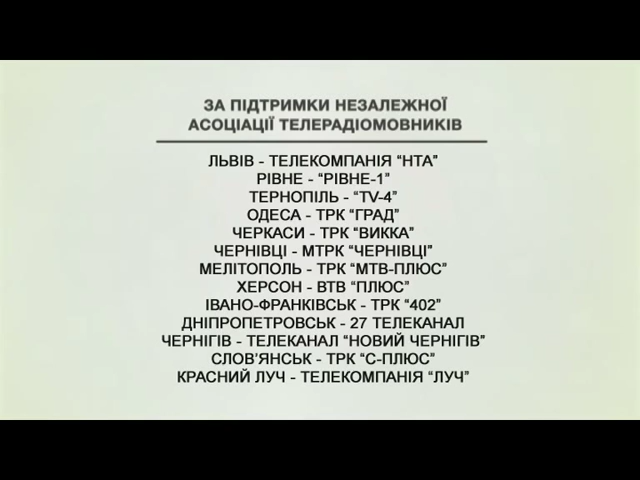 ЗА ПІДТРИМКИ НЕЗАЛЕЖНОЇ
АСОЦІАЦІЇ ТЕЛЕРАДІОМОВНИКІВ
ЛЬВІВ - ТЕЛЕКОМПАНІЯ “НТА”
РІВНЕ - “РІВНЕ-1”
ТЕРНОПІЛЬ - “TV-4”
ОДЕСА - ТРК “ГРАД”
ЧЕРКАСИ - ТРК “ВИККА”
ЧЕРНІВЦІ - МТРК “ЧЕРНІВЦІ”
МЕЛІТОПОЛЬ - ТРК “МТВ-ПЛЮС”
ХЕРСОН - ВТВ “ПЛЮС”
ІВАНО-ФРАНКІВСЬК - ТРК “402”
ДНІПРОПЕТРОВСЬК - 27 ТЕЛЕКАНАЛ
ЧЕРНІГІВ - ТЕЛЕКАНАЛ “НОВИЙ ЧЕРНІГІВ”
СЛОВ’ЯНСЬК - ТРК “С-ПЛЮС”
КРАСНИЙ ЛУЧ - ТЕЛЕКОМПАНІЯ “ЛУЧ”